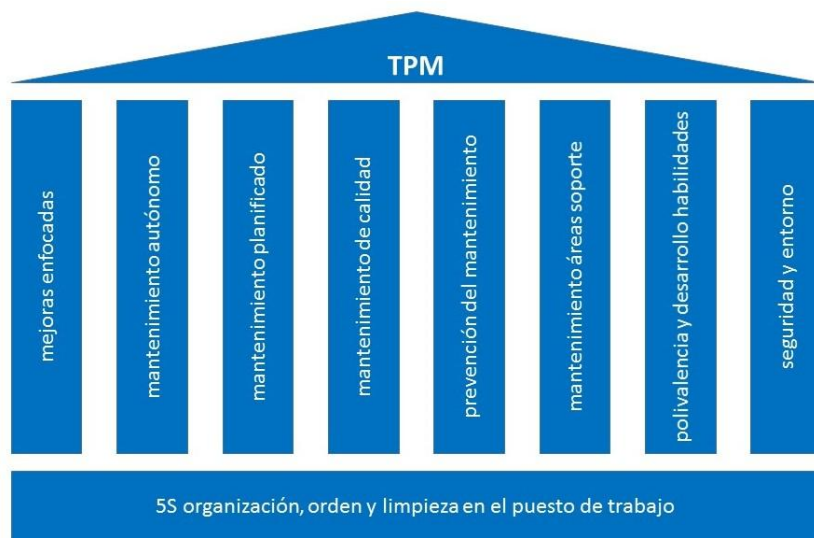 TPM
mejoras enfocadas
mantenimiento autónomo
mantenimiento planificado
mantenimiento de calidad
prevención del mantenimiento
mantenimiento áreas soporte
polivalencia y desarrollo habilidades
seguridad y entorno
5S organización, orden y limpieza en el puesto de trabajo